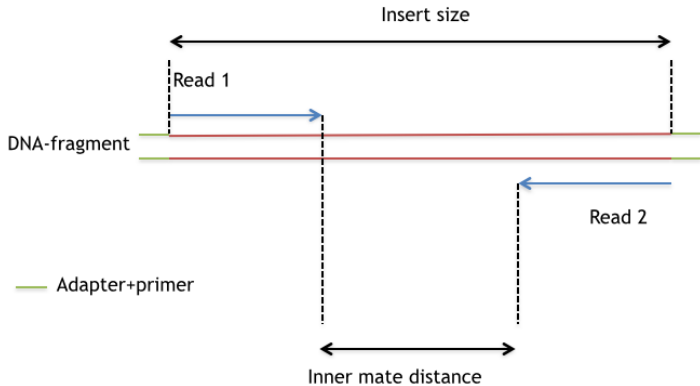 Insert size
Read 1
DNA-fragment
Read 2
Adapter+primer
Inner mate distance